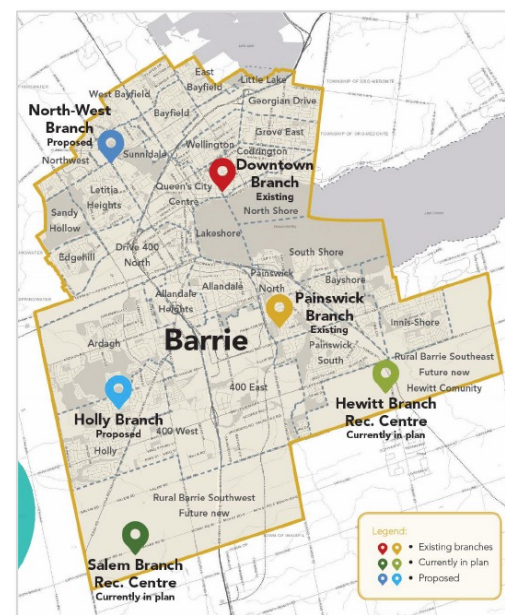 East
Bayfield
Little Lake
West Bayfield
Georgian Drive
Bayfield
North-West
Branch
Proposed
Grove East
Wellington
Codrington
Sunnidale
Northwest
Downtown
Branch
Existing
Letitia
Heights
Queen's City
Centre
North Shore
Sandy
Hollow
Lakeshore
Drive 400
North
Edgehill
South Shore
Painswick
North
Bayshore
Allandale
Allandale
Heights
Painswick
Branch
Existing
Innis-Shore
Barrie
Ardagh
Painswick
South
Rural Barrie Southeast
Future new
Hewitt Comunity
400 East
Hewitt Branch
Rec. Centre
Currently in plan
Holly Branch
Proposed
400 West
Holly
Rural Barrie Southwest
Future new
Salem Branch
Rec. Centre
Currently in plan
Legend:
• Existing branches
• Currently in plan
• Proposed